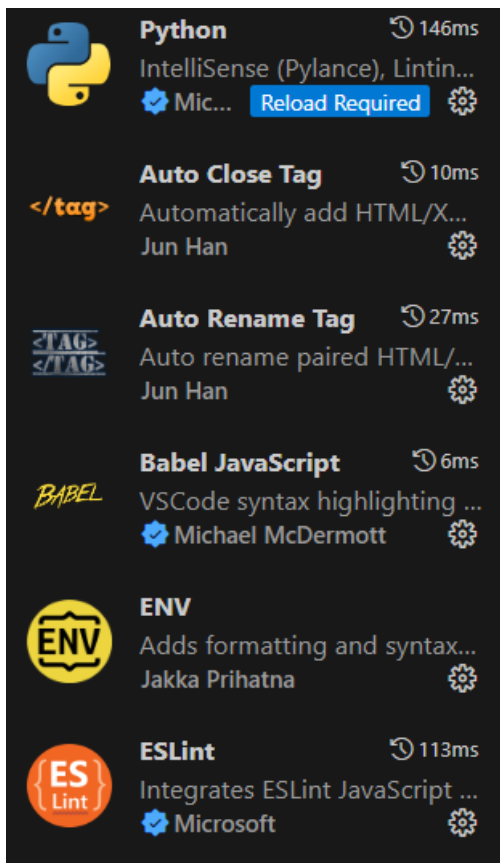 Python 146ms
IntelliSense (Pylance), Lintin...
Mic... Reload Required
</tag> Auto Close Tag 10ms
Automatically add HTML/X...
Jun Han
<TAG> Auto Rename Tag 27ms
</TAG> Auto rename paired HTML/...
Jun Han
Babel JavaScript 6ms
BABEL VSCode syntax highlighting ...
Michael McDermott
ENV
ENV Adds formatting and syntax...
Jakka Prihatna
ESLint 113ms
{ES} Integrates ESLint JavaScript ...
Lint Microsoft